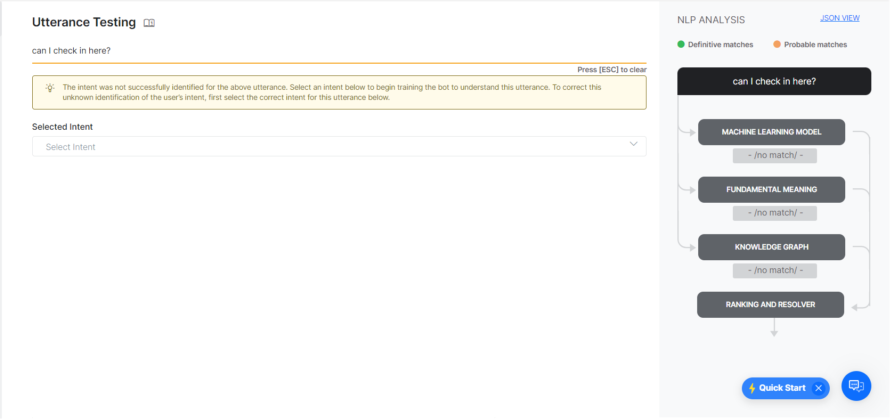 Utterance Testing
can I check in here?
Press [ESC] to clear
The intent was not successfully identified for the above utterance. Select an intent below to begin training the bot to understand this utterance. To correct this
unknown identification of the user's intent, first select the correct intent for this utterance below.
Selected Intent
Select Intent
NLP ANALYSIS
JSON VIEW
Definitive matches
Probable matches
can I check in here?
MACHINE LEARNING MODEL
- /no match/ -
FUNDAMENTAL MEANING
- /no match/ -
KNOWLEDGE GRAPH
- /no match/ -
RANKING AND RESOLVER
Quick Start